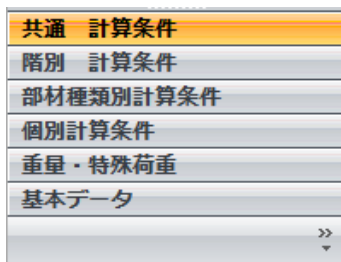 共通　計算条件
階別　計算条件
部材種類別計算条件
個別計算条件
重量・特殊荷重
基本データ